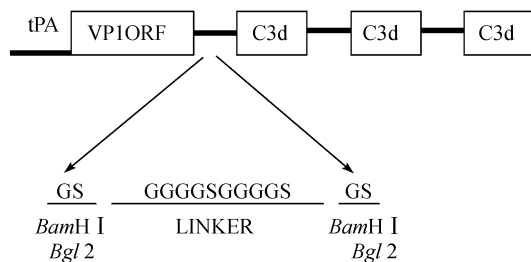 tPA VP1ORF C3d C3d C3d
GS GGGGSGGGGS GS
BamH I LINKER BamH I
Bgl 2 Bgl 2